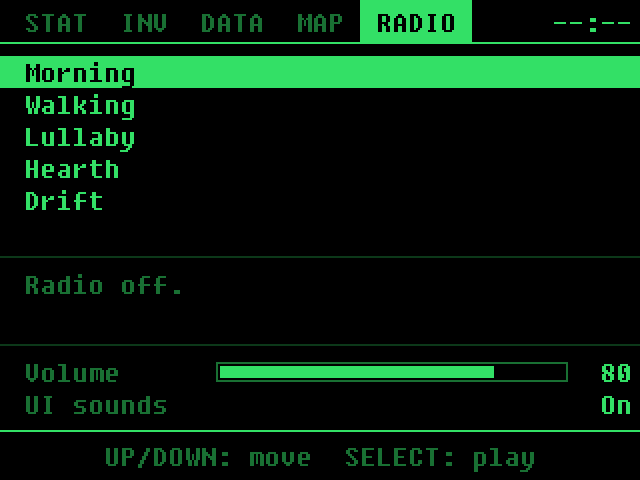 STAT INV DATA MAP RADIO --:--
Morning
Walking
Lullaby
Hearth
Drift
Radio off.
Volume 80
UI sounds On
UP/DOWN: move SELECT: play